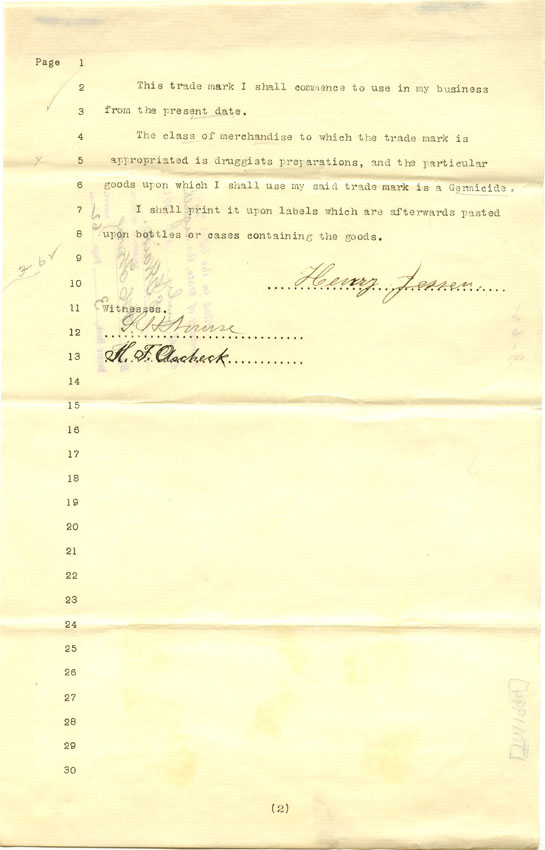 Page 1
2 This trade mark I shall commence to use in my business
3 from the present date.
4 The class of merchandise to which the trade mark is
5 appropriated is druggists preparations, and the particular
6 goods upon which I shall use my said trade mark is a Germicide.
7 I shall print it upon labels which are afterwards pasted
8 upon bottles or cases containing the goods.
9
10 Henry Jessen
11 Witnesses.
12
13 H. F.
14
15
16
17
18
19
20
21
22
23
24
25
26
27
28
29
30
(2)